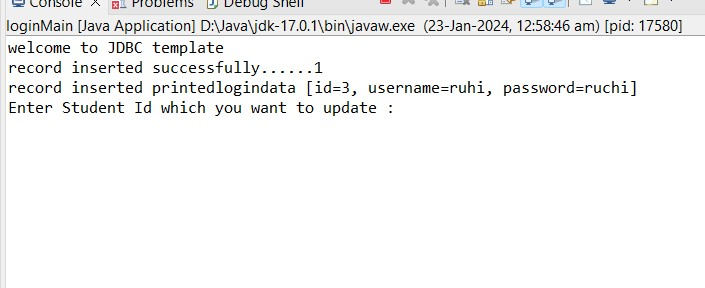 Console Problems Debug Shell
loginMain [Java Application] D:\Java\jdk-17.0.1\bin\javaw.exe (23-Jan-2024, 12:58:46 am) [pid: 17580]
welcome to JDBC template
record inserted successfully......1
record inserted printedlogindata [id=3, username=ruhi, password=ruchi]
Enter Student Id which you want to update :